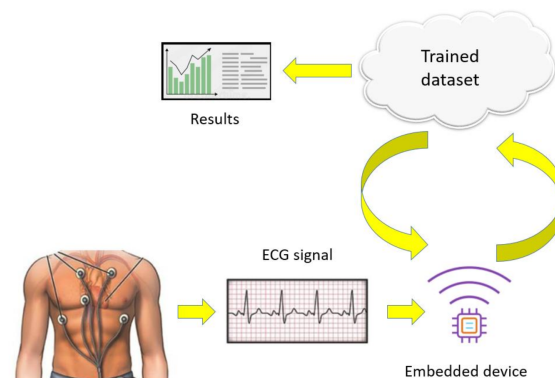 Trained
dataset
Results
ECG signal
Embedded device